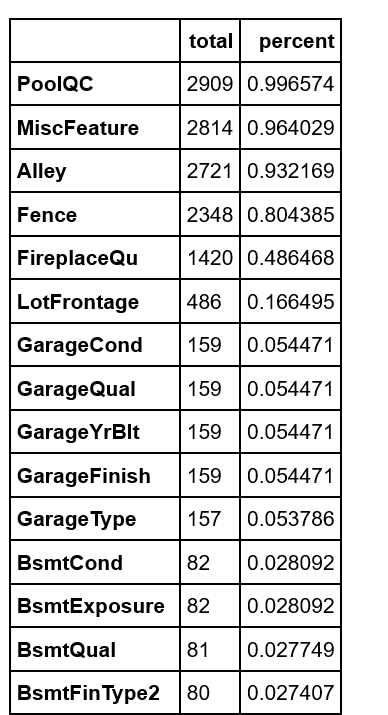 total percent
PoolQC 2909 0.996574
MiscFeature 2814 0.964029
Alley 2721 0.932169
Fence 2348 0.804385
FireplaceQu 1420 0.486468
LotFrontage 486 0.166495
GarageCond 159 0.054471
GarageQual 159 0.054471
GarageYrBlt 159 0.054471
GarageFinish 159 0.054471
GarageType 157 0.053786
BsmtCond 82 0.028092
BsmtExposure 82 0.028092
BsmtQual 81 0.027749
BsmtFinType2 80 0.027407